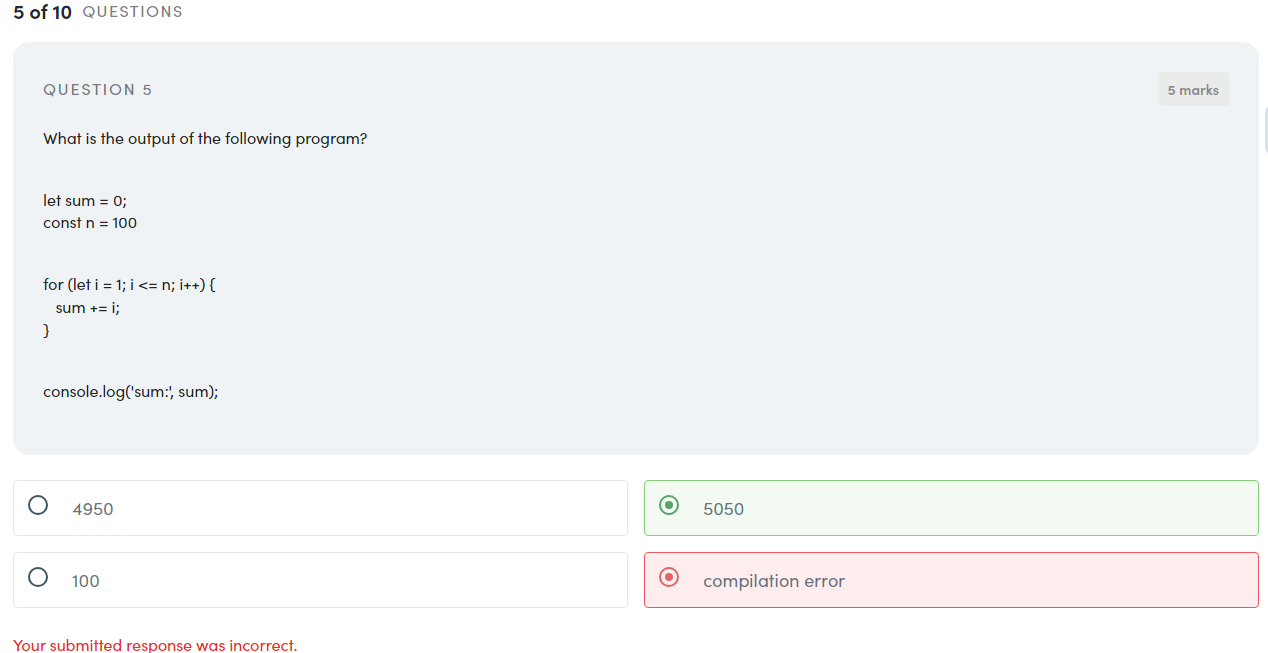 5 of 10 QUESTIONS
QUESTION 5
5 marks
What is the output of the following program?
let sum = 0;
const n = 100
for (let i = 1; i <= n; i++) {
sum += i;
}
console.log('sum:', sum);
4950
5050
100
compilation error
Your submitted response was incorrect.